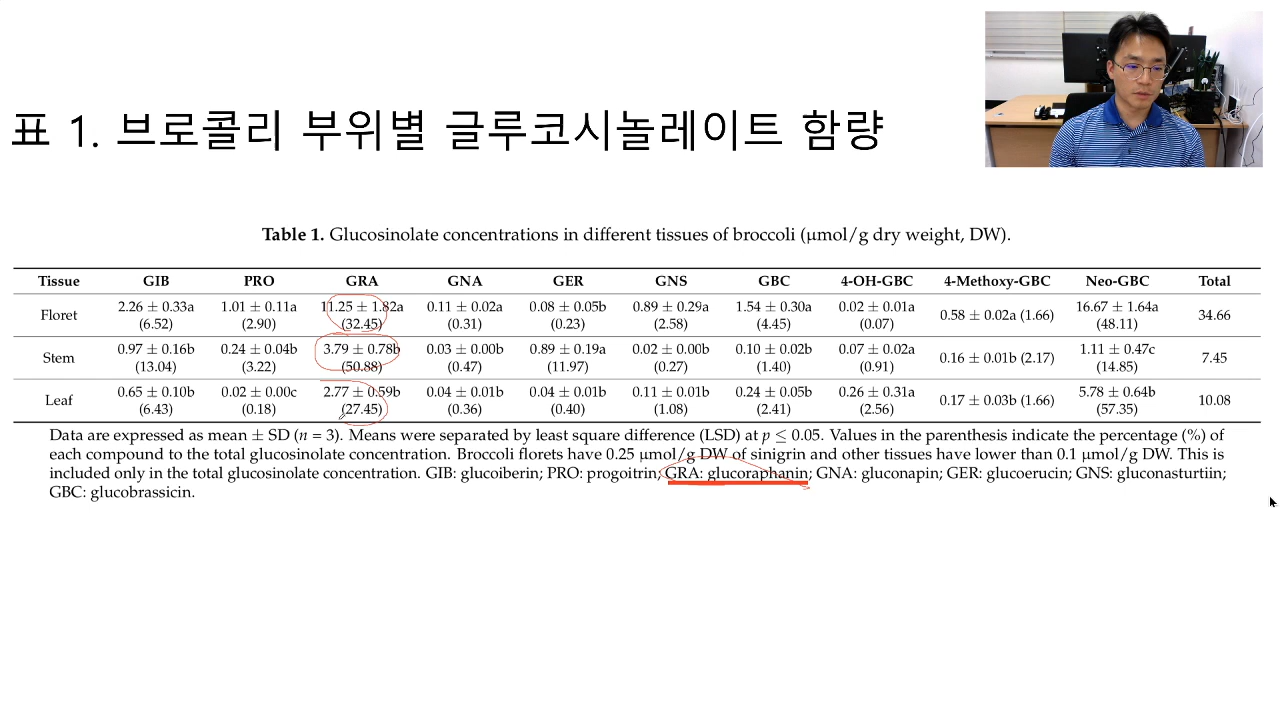 표 1. 브로콜리 부위별 글루코시놀레이트 함량
Table 1. Glucosinolate concentrations in different tissues of broccoli (μmol/g dry weight, DW).
Tissue GIB PRO GRA GNA GER GNS GBC 4-OH-GBC 4-Methoxy-GBC Neo-GBC Total
Floret 2.26 ± 0.33a (6.52) 1.01 ± 0.11a (2.90) 11.25 ± 1.82a (32.45) 0.11 ± 0.02a (0.31) 0.08 ± 0.05b (0.23) 0.89 ± 0.29a (2.58) 1.54 ± 0.30a (4.45) 0.02 ± 0.01a (0.07) 0.58 ± 0.02a (1.66) 16.67 ± 1.64a (48.11) 34.66
Stem 0.97 ± 0.16b (13.04) 0.24 ± 0.04b (3.22) 3.79 ± 0.78b (50.88) 0.03 ± 0.00b (0.47) 0.89 ± 0.19a (11.97) 0.02 ± 0.00b (0.27) 0.10 ± 0.02b (1.40) 0.07 ± 0.02a (0.91) 0.16 ± 0.01b (2.17) 1.11 ± 0.47c (14.85) 7.45
Leaf 0.65 ± 0.10b (6.43) 0.02 ± 0.00c (0.18) 2.77 ± 0.59b (27.45) 0.04 ± 0.01b (0.36) 0.04 ± 0.01b (0.40) 0.11 ± 0.01b (1.08) 0.24 ± 0.05b (2.41) 0.26 ± 0.31a (2.56) 0.17 ± 0.03b (1.66) 5.78 ± 0.64b (57.35) 10.08
Data are expressed as mean ± SD (n = 3). Means were separated by least square difference (LSD) at p ≤ 0.05. Values in the parenthesis indicate the percentage (%) of
each compound to the total glucosinolate concentration. Broccoli florets have 0.25 μmol/g DW of sinigrin and other tissues have lower than 0.1 μmol/g DW. This is
included only in the total glucosinolate concentration. GIB: glucoiberin; PRO: progoitrin; GRA: glucoraphanin; GNA: gluconapin; GER: glucoerucin; GNS: gluconasturtiin;
GBC: glucobrassicin.